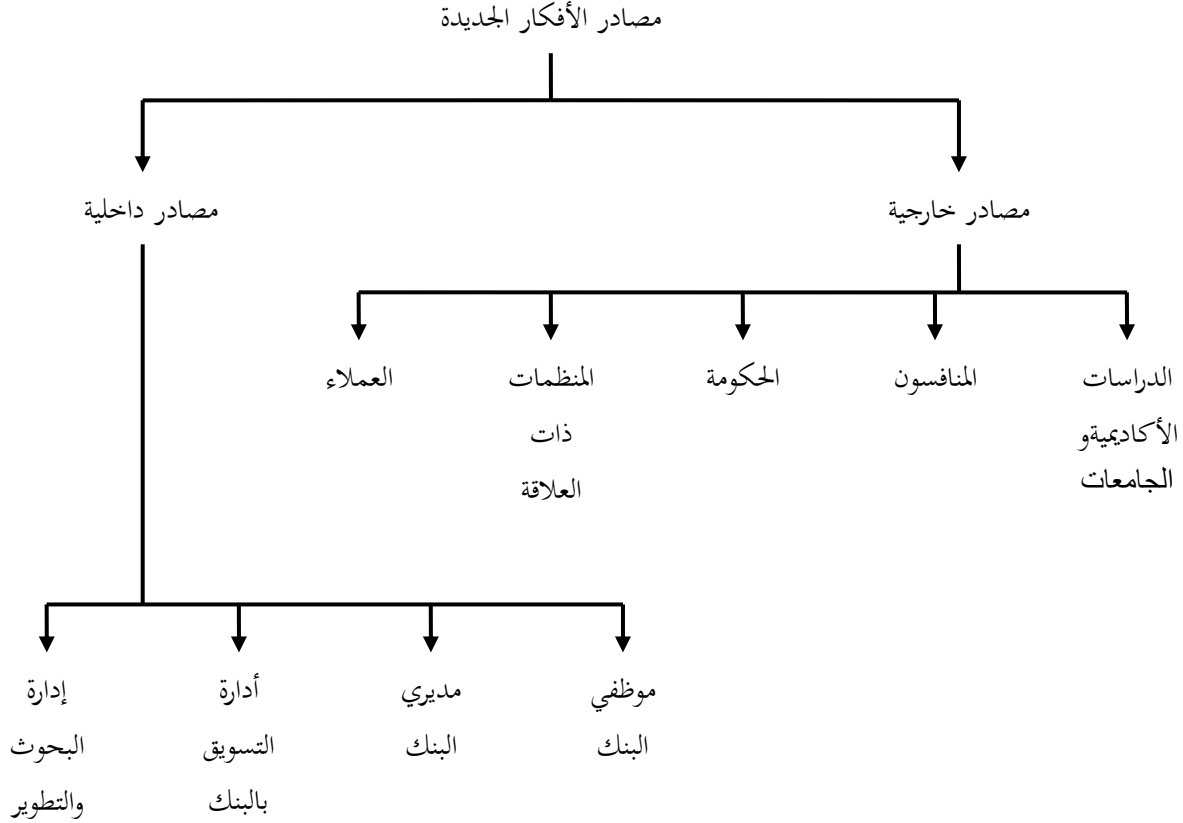 مصادر الأفكار الجديدة
مصادر خارجية
مصادر داخلية
الدراسات
الأكاديميةو
الجامعات
المنافسون
الحكومة
المنظمات
ذات
العلاقة
العملاء
موظفي
البنك
مديري
البنك
أدارة
التسويق
بالبنك
إدارة
البحوث
والتطوير